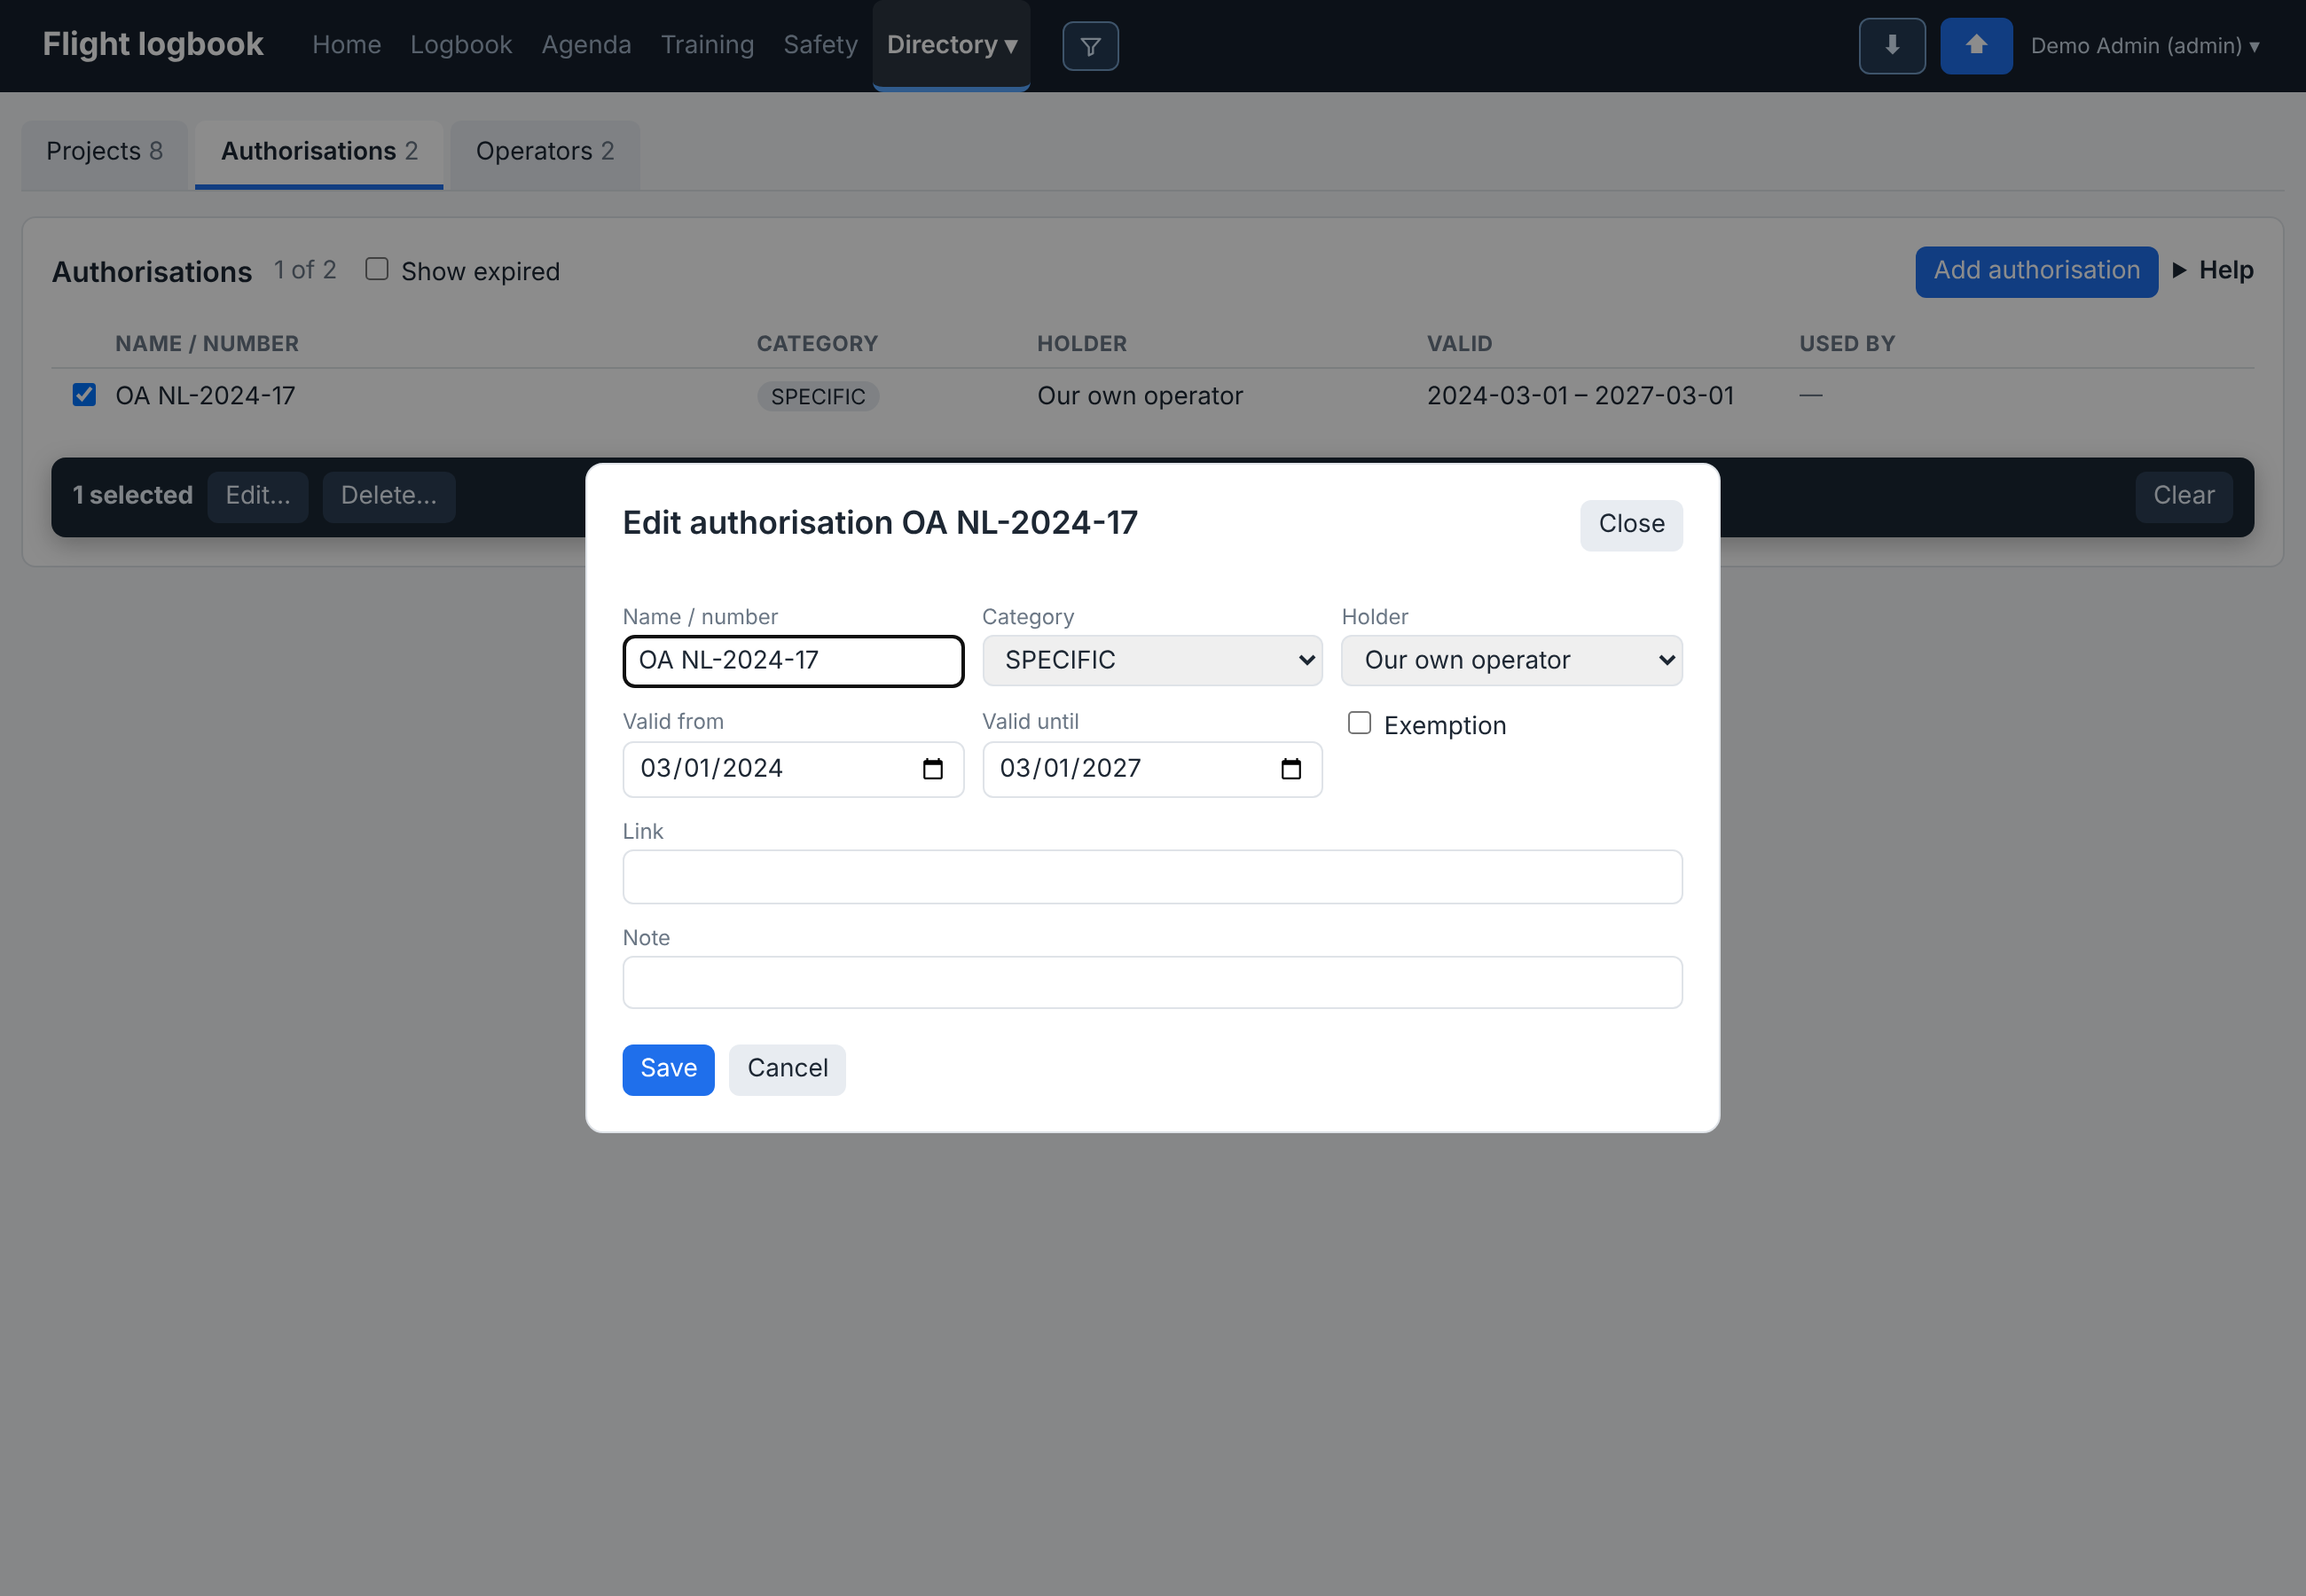 Flight logbook Home Logbook Agenda Training Safety Directory ▾ Demo Admin (admin) ▾
Projects 8 Authorisations 2 Operators 2
Authorisations 1 of 2 Show expired Add authorisation ▶ Help
NAME / NUMBER CATEGORY HOLDER VALID USED BY
OA NL-2024-17 SPECIFIC Our own operator 2024-03-01 – 2027-03-01 —
1 selected Edit... Delete... Clear
Edit authorisation OA NL-2024-17 Close
Name / number Category Holder
OA NL-2024-17 SPECIFIC Our own operator
Valid from Valid until Exemption
03/01/2024 03/01/2027
Link
Note
Save Cancel